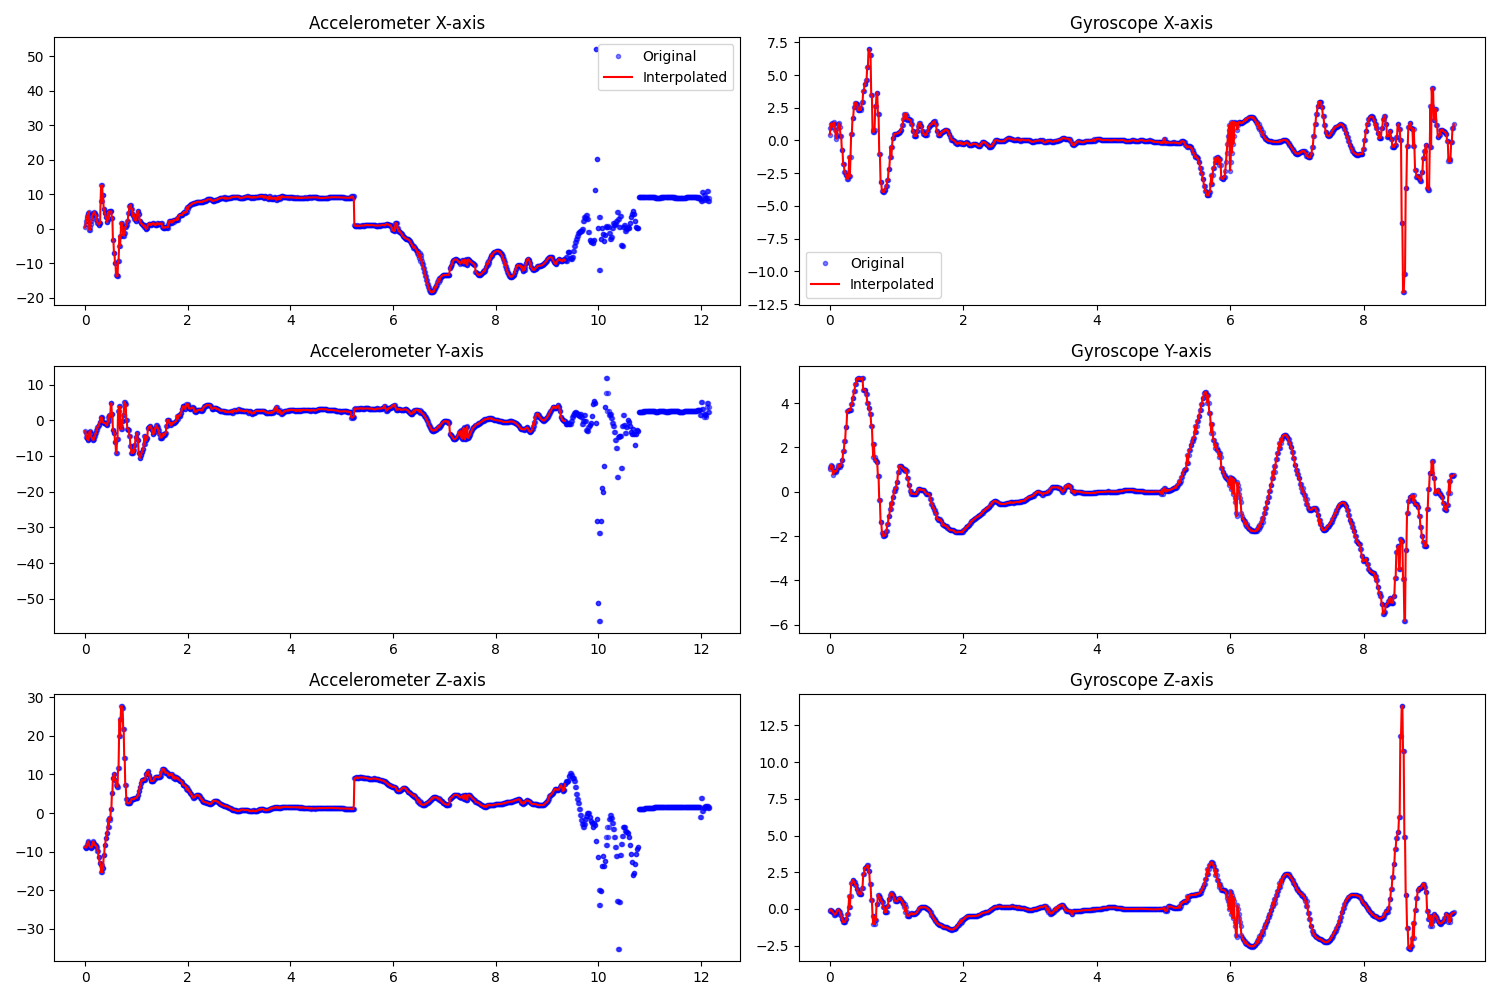 Accelerometer X-axis
50
40
30
20
10
0
−10
−20
0 2 4 6 8 10 12
Original
Interpolated
Gyroscope X-axis
7.5
5.0
2.5
0.0
−2.5
−5.0
−7.5
−10.0
−12.5
0 2 4 6 8
Original
Interpolated
Accelerometer Y-axis
10
0
−10
−20
−30
−40
−50
0 2 4 6 8 10 12
Gyroscope Y-axis
4
2
0
−2
−4
−6
0 2 4 6 8
Accelerometer Z-axis
30
20
10
0
−10
−20
−30
0 2 4 6 8 10 12
Gyroscope Z-axis
12.5
10.0
7.5
5.0
2.5
0.0
−2.5
0 2 4 6 8